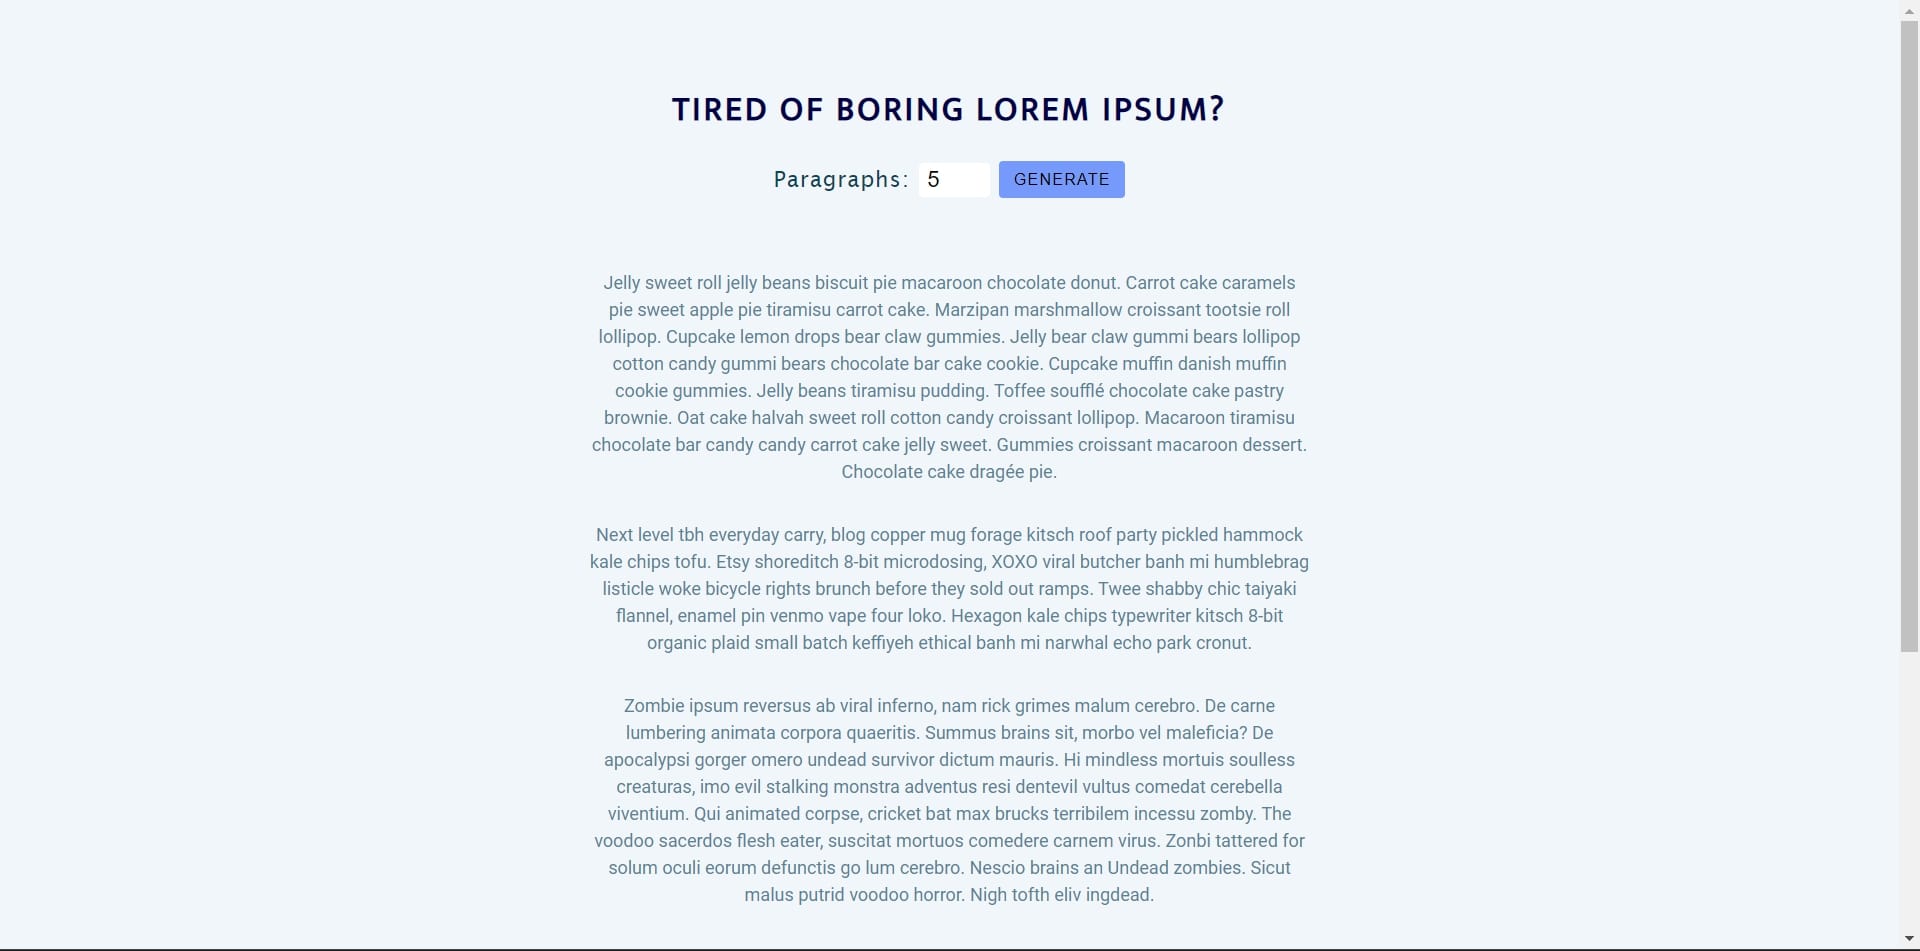 TIRED OF BORING LOREM IPSUM?
Paragraphs: 5 GENERATE
Jelly sweet roll jelly beans biscuit pie macaroon chocolate donut. Carrot cake caramels
pie sweet apple pie tiramisu carrot cake. Marzipan marshmallow croissant tootsie roll
lollipop. Cupcake lemon drops bear claw gummies. Jelly bear claw gummi bears lollipop
cotton candy gummi bears chocolate bar cake cookie. Cupcake muffin danish muffin
cookie gummies. Jelly beans tiramisu pudding. Toffee soufflé chocolate cake pastry
brownie. Oat cake halvah sweet roll cotton candy croissant lollipop. Macaroon tiramisu
chocolate bar candy candy carrot cake jelly sweet. Gummies croissant macaroon dessert.
Chocolate cake dragée pie.
Next level tbh everyday carry, blog copper mug forage kitsch roof party pickled hammock
kale chips tofu. Etsy shoreditch 8-bit microdosing, XOXO viral butcher banh mi humblebrag
listicle woke bicycle rights brunch before they sold out ramps. Twee shabby chic taiyaki
flannel, enamel pin venmo vape four loko. Hexagon kale chips typewriter kitsch 8-bit
organic plaid small batch keffiyeh ethical banh mi narwhal echo park cronut.
Zombie ipsum reversus ab viral inferno, nam rick grimes malum cerebro. De carne
lumbering animata corpora quaeritis. Summus brains sit, morbo vel maleficia? De
apocalypsi gorger omero undead survivor dictum mauris. Hi mindless mortuis soulless
creaturas, imo evil stalking monstra adventus resi dentevil vultus comedat cerebella
viventium. Qui animated corpse, cricket bat max brucks terribilem incessu zomby. The
voodoo sacerdos flesh eater, suscitat mortuos comedere carnem virus. Zonbi tattered for
solum oculi eorum defunctis go lum cerebro. Nescio brains an Undead zombies. Sicut
malus putrid voodoo horror. Nigh tofth eliv ingdead.